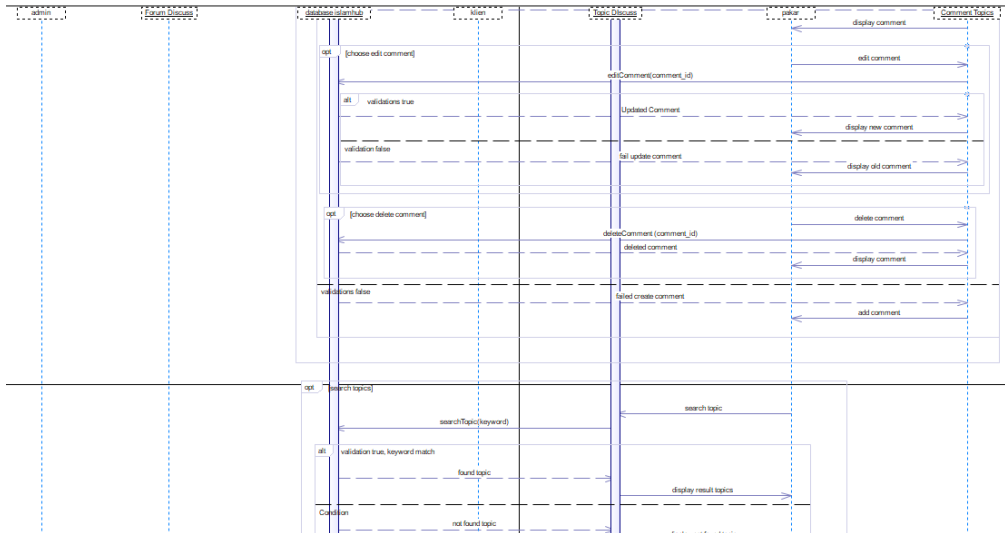 admin
Forum Discuss
database islamhub
klien
Topic Discuss
pakar
Comment Topics
display comment
opt
[choose edit comment]
edit comment
editComment(comment_id)
alt
validations true
Updated Comment
display new comment
validation false
fail update comment
display old comment
opt
[choose delete comment]
delete comment
deleteComment (comment_id)
deleted comment
display comment
validations false
failed create comment
add comment
opt
[search topics]
search topic
searchTopic(keyword)
alt
validation true, keyword match
found topic
display result topics
Condition
not found topic